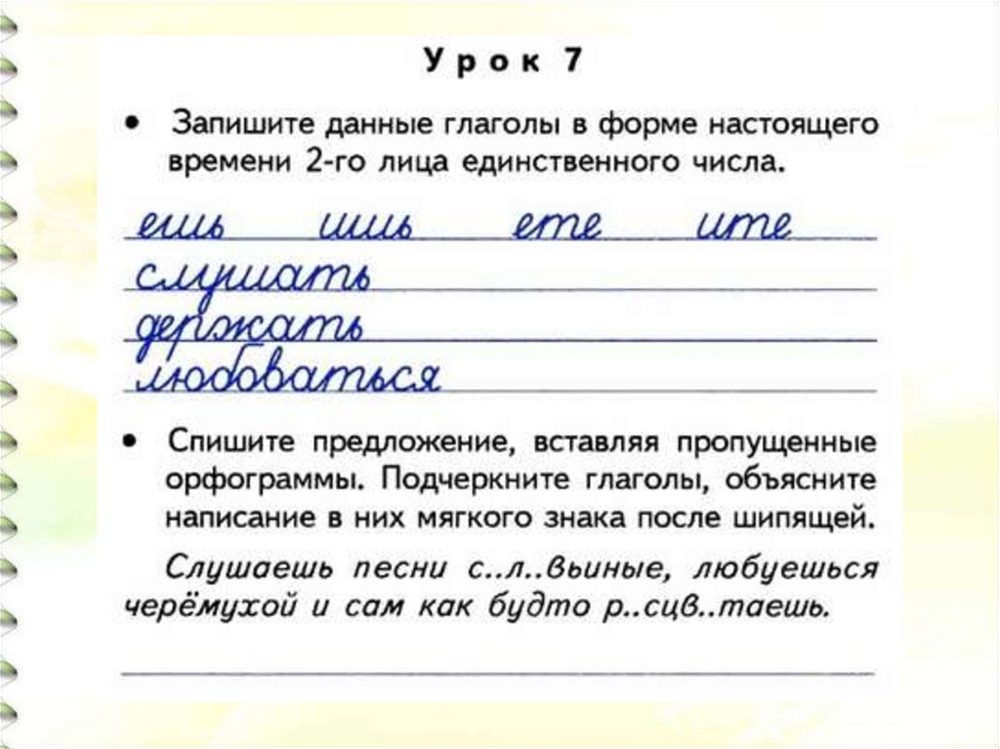 Урок 7
• Запишите данные глаголы в форме настоящего
времени 2-го лица единственного числа.
ешь ишь ете ите
слушать
держать
любоваться
• Спишите предложение, вставляя пропущенные
орфограммы. Подчеркните глаголы, объясните
написание в них мягкого знака после шипящей.
Слушаешь песни с..л..вьиные, любуешься
черёмухой и сам как будто р..сцв..таешь.